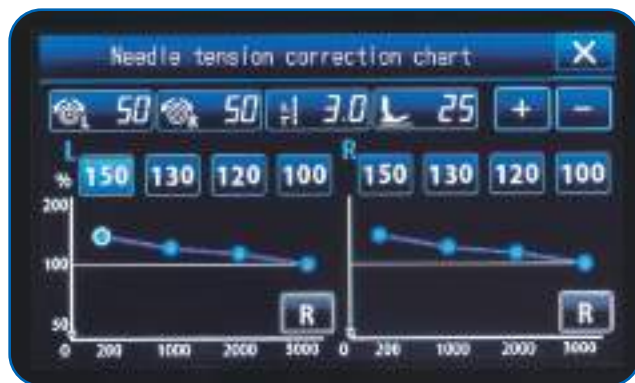 Needle tension correction chart X
L 50 R 50 3.0 25 + −
L R
% 150 130 120 100 150 130 120 100
200
100
R R
50
0 200 1000 2000 3000 0 200 1000 2000 3000